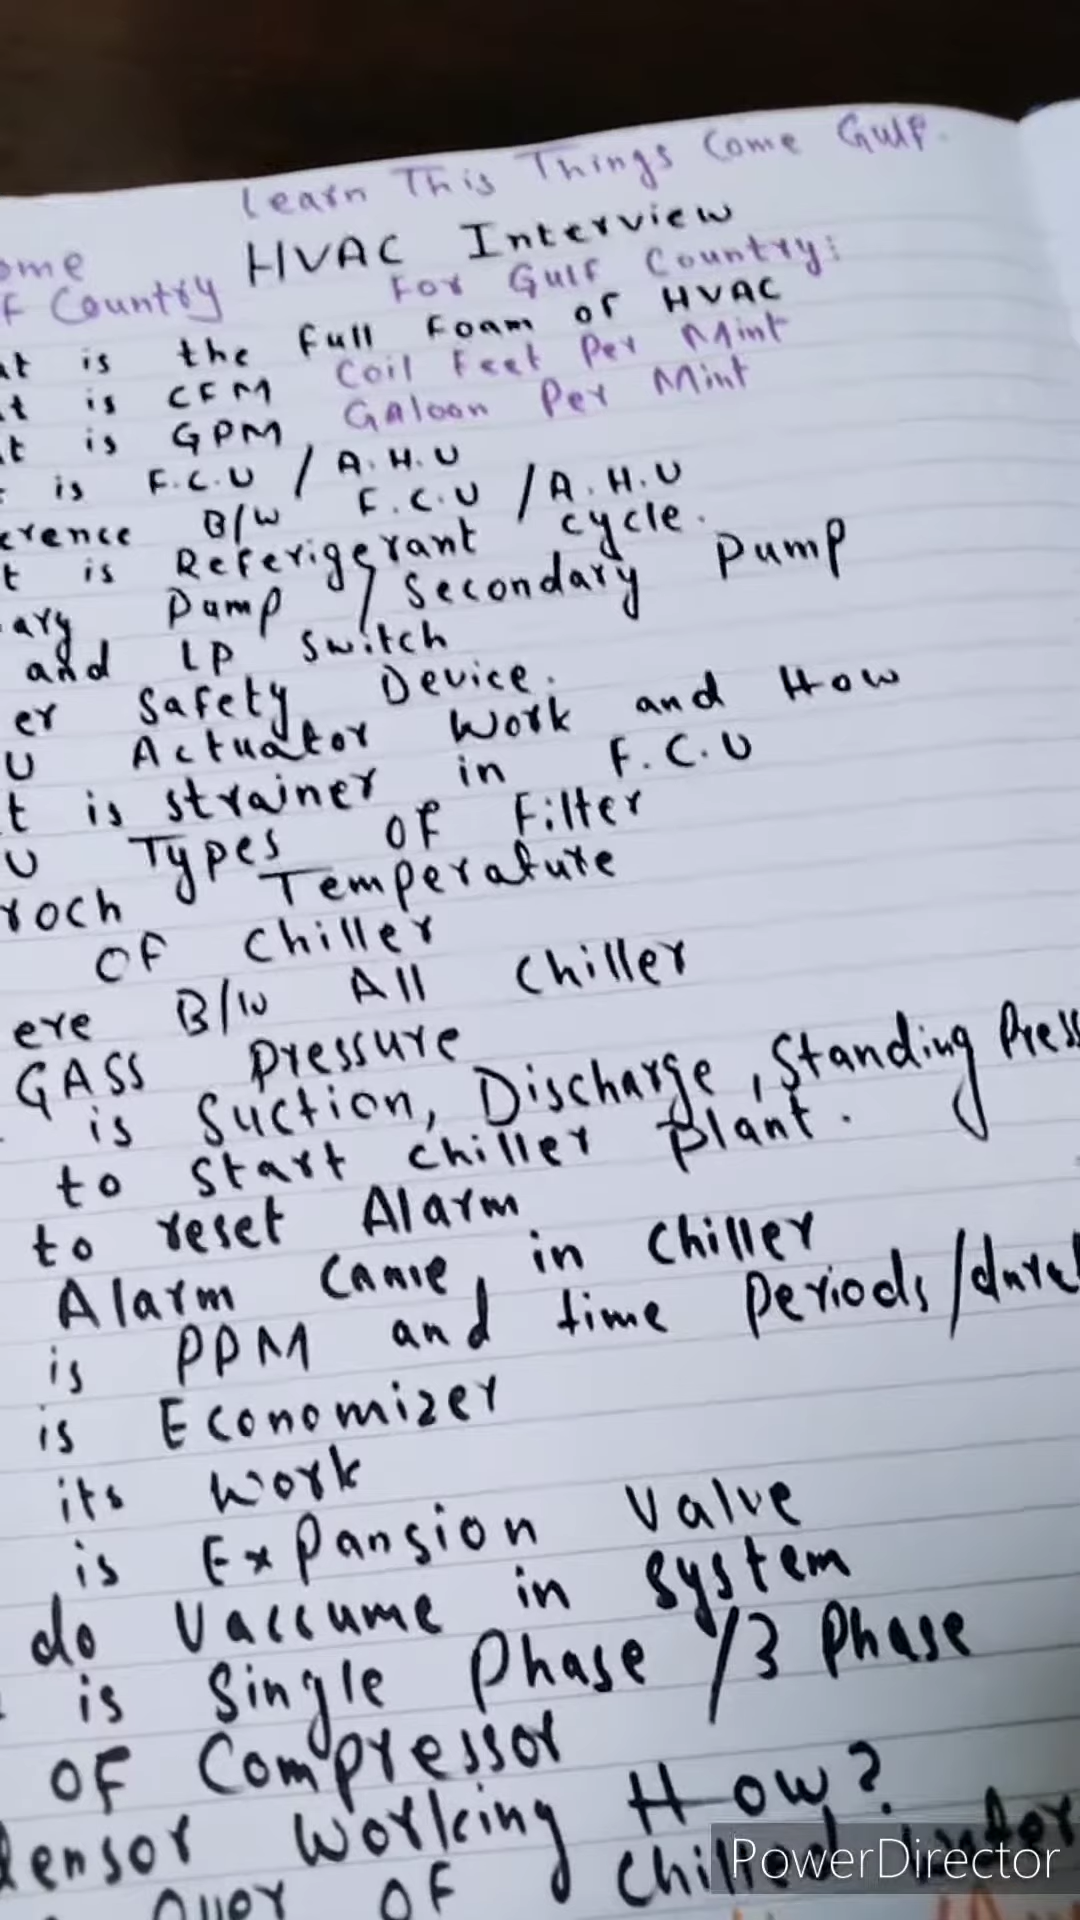 Learn This Things Come Gulf.
ome HVAC Interview
F Country For Gulf Country:
at is the Full Foam of HVAC
t is CFM Coil Feet Per Mint
t is GPM Galoon Per Mint
is F.C.U / A.H.U
erence B/W F.C.U / A.H.U
t is Referigerant cycle.
ary Pump / Secondary Pump
and LP Switch
er Safety Device.
U Actuator Work and How
t is strainer in F.C.U
U Types of Filter
roch Temperature
OF Chiller
ere B/W All Chiller
GASS Pressure
is Suction, Discharge, Standing Press
to Start chiller Plant.
to reset Alarm
Alarm Came in Chiller
is PPM and time Periods /
is Economizer
its work
is Expansion Valve
do Vaccume in system
is Single Phase / 3 Phase
OF Compressor
densor Working How?
OF Chilled
PowerDirector